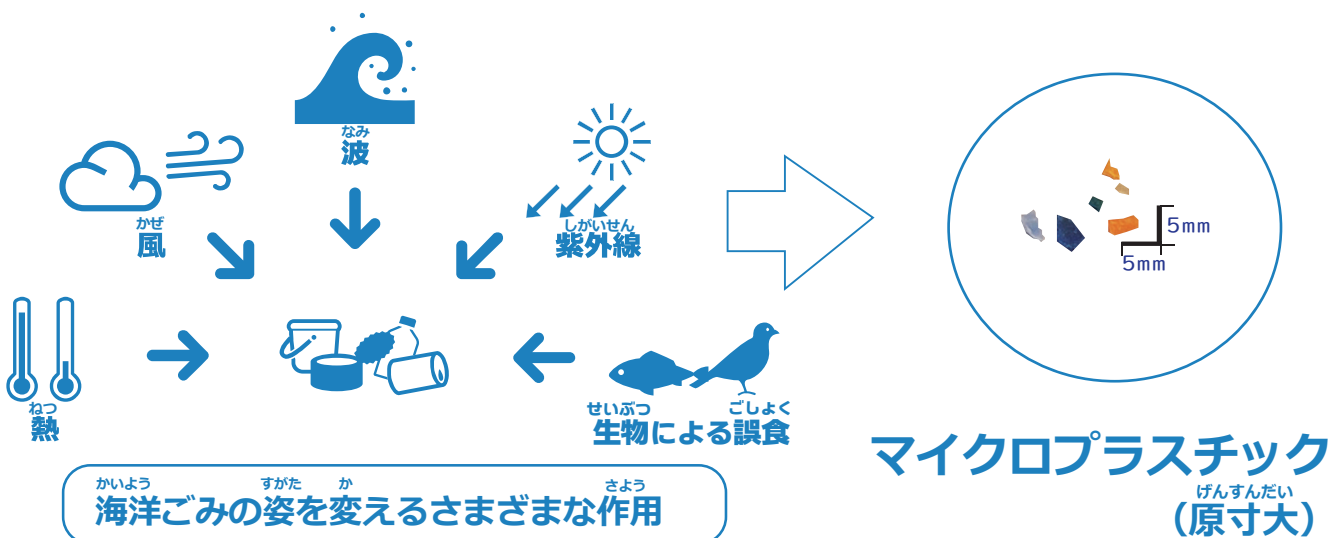 なみ
波
かぜ
風
しがいせん
紫外線
ねつ
熱
せいぶつ ごしょく
生物による誤食
かいよう すがた か さよう
海洋ごみの姿を変えるさまざまな作用
5mm
5mm
マイクロプラスチック
げんすんだい
(原寸大)